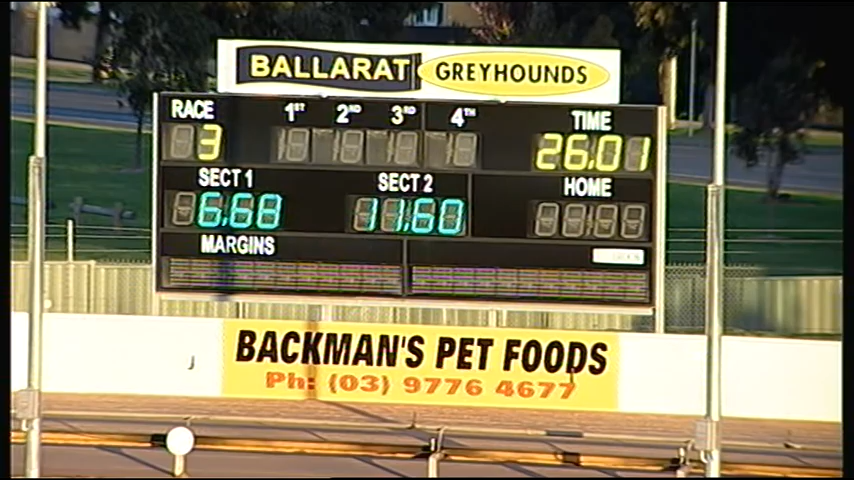 BALLARAT GREYHOUNDS
RACE 1ST 2ND 3RD 4TH TIME
3 26.01
SECT 1 SECT 2 HOME
6.68 11.60
MARGINS
BACKMAN'S PET FOODS
Ph: (03) 9776 4677